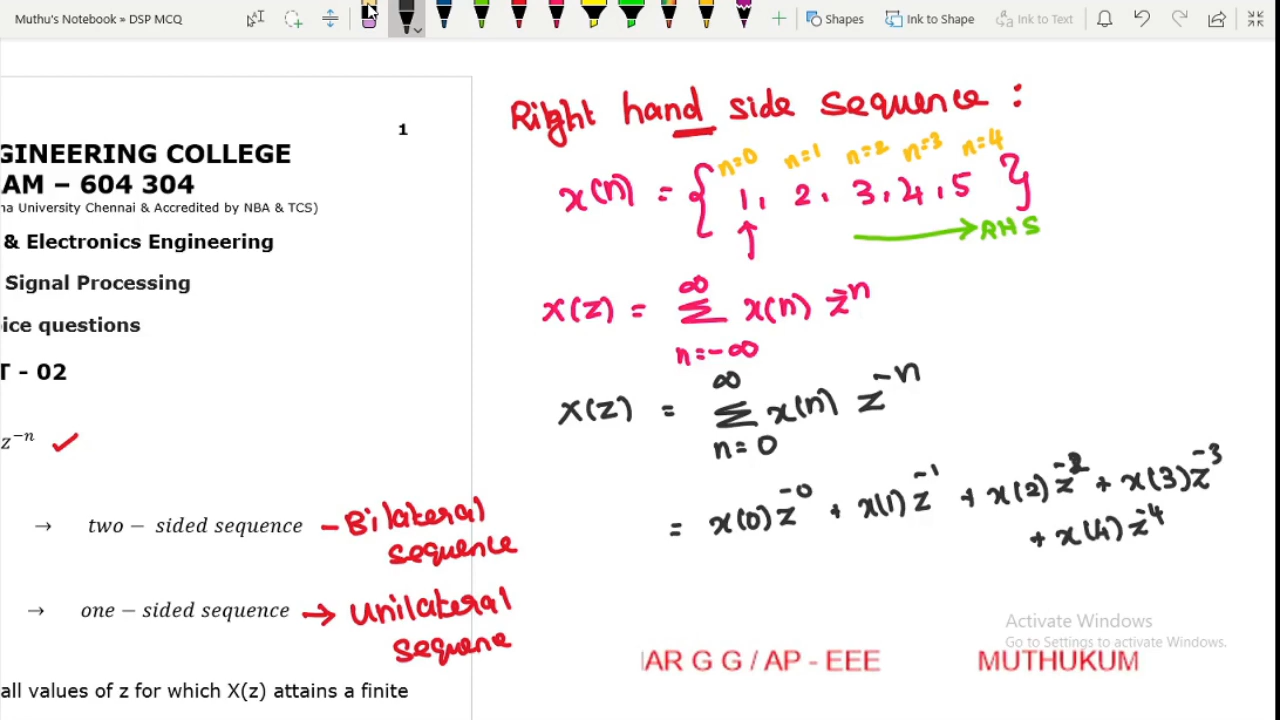 Muthu's Notebook » DSP MCQ
Shapes
Ink to Shape
Ink to Text
1
GINEERING COLLEGE
AM – 604 304
na University Chennai & Accredited by NBA & TCS)
& Electronics Engineering
Signal Processing
ice questions
T - 02
z⁻ⁿ
→ two – sided sequence – Bilateral
sequence
→ one – sided sequence → Unilateral
sequence
all values of z for which X(z) attains a finite
Right hand side sequence :
n=0 n=1 n=2 n=3 n=4
x(n) = { 1, 2, 3, 4, 5 }
↑ → RHS
∞
X(z) = Σ x(n) z⁻ⁿ
n=-∞
∞
X(z) = Σ x(n) z⁻ⁿ
n=0
= x(0)z⁻⁰ + x(1)z⁻¹ + x(2)z⁻² + x(3)z⁻³
+ x(4)z⁻⁴
Activate Windows
Go to Settings to activate Windows.
AR G G / AP - EEE MUTHUKUM